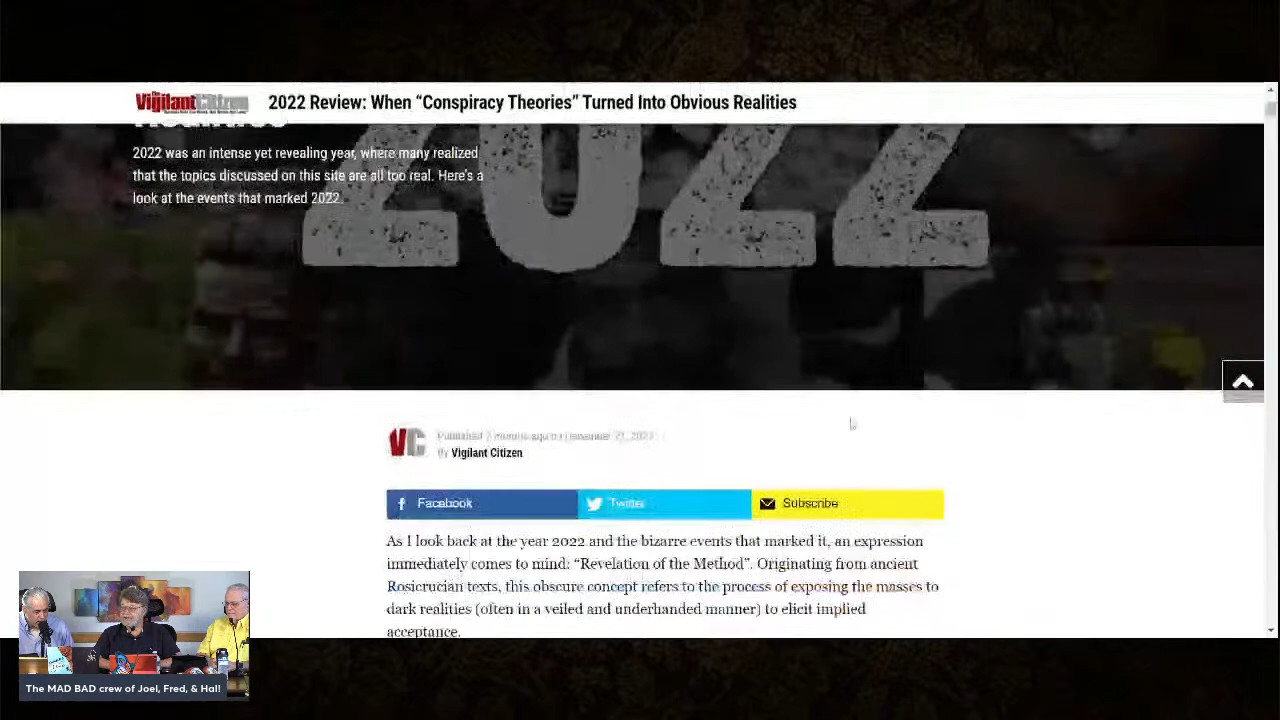 The VigilantCitizen 2022 Review: When “Conspiracy Theories” Turned Into Obvious Realities
2022 was an intense yet revealing year, where many realized
that the topics discussed on this site are all too real. Here's a
look at the events that marked 2022.
2022
VC
By Vigilant Citizen
Facebook Twitter Subscribe
As I look back at the year 2022 and the bizarre events that marked it, an expression
immediately comes to mind: “Revelation of the Method”. Originating from ancient
Rosicrucian texts, this obscure concept refers to the process of exposing the masses to
dark realities (often in a veiled and underhanded manner) to elicit implied
acceptance.
The MAD BAD crew of Joel, Fred, & Hal!